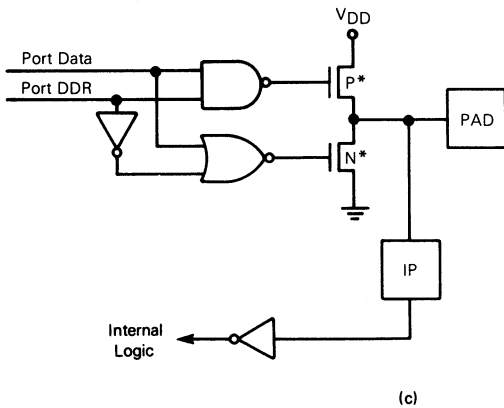 VDD
Port Data
Port DDR
P*
PAD
N*
IP
Internal
Logic
(c)